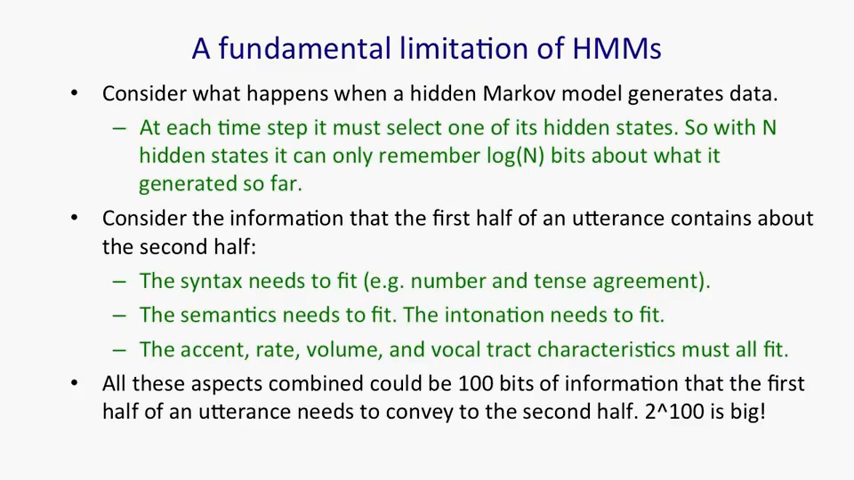 A fundamental limitation of HMMs
• Consider what happens when a hidden Markov model generates data.
– At each time step it must select one of its hidden states. So with N
hidden states it can only remember log(N) bits about what it
generated so far.
• Consider the information that the first half of an utterance contains about
the second half:
– The syntax needs to fit (e.g. number and tense agreement).
– The semantics needs to fit. The intonation needs to fit.
– The accent, rate, volume, and vocal tract characteristics must all fit.
• All these aspects combined could be 100 bits of information that the first
half of an utterance needs to convey to the second half. 2^100 is big!